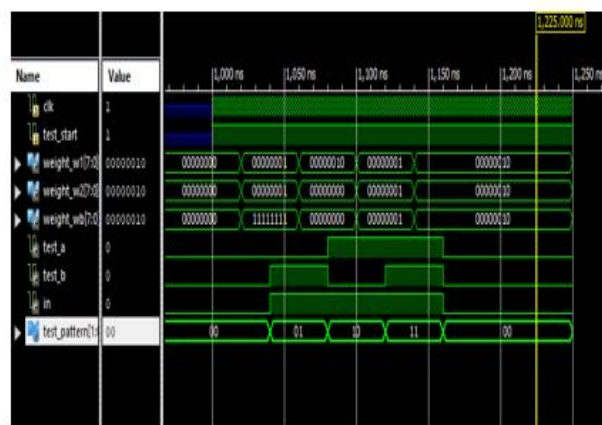 1,225.000 ns
Name Value 1,000 ns 1,050 ns 1,100 ns 1,150 ns 1,200 ns 1,250 ns
clk 1
test_start 1
weight_w1[7:0] 00000010 00000000 00000001 00000010 00000001 00000010
weight_w2[7:0] 00000010 00000000 00000001 00000000 00000001 00000010
weight_wb[7:0] 00000010 00000000 11111111 00000000 00000001 00000010
test_a 0
test_b 0
in 0
test_pattern[1: 00 00 01 10 11 00